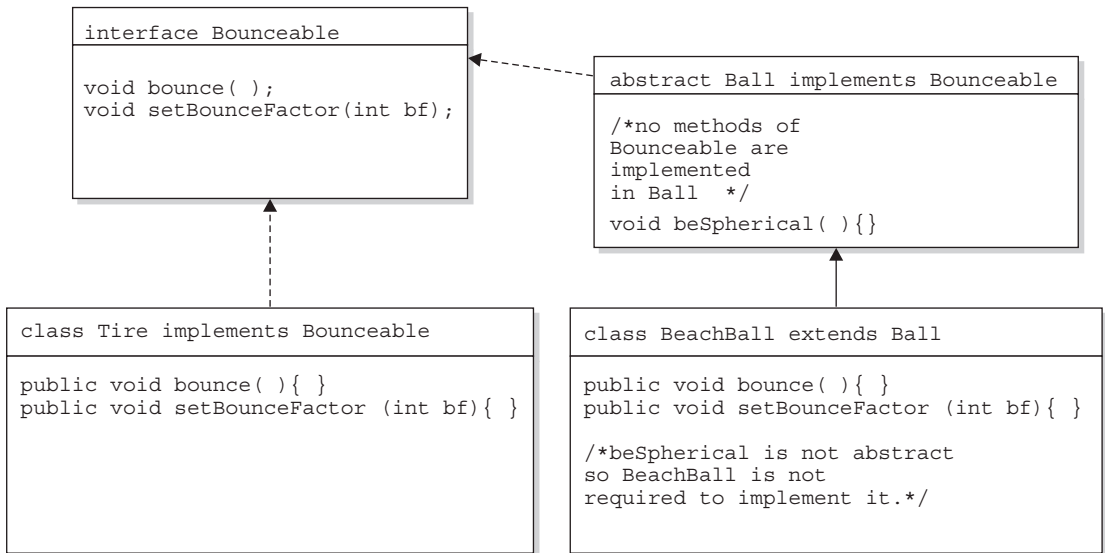 interface Bounceable
void bounce( );
void setBounceFactor(int bf);
abstract Ball implements Bounceable
/*no methods of
Bounceable are
implemented
in Ball  */
void beSpherical( ){}
class Tire implements Bounceable
public void bounce( ){ }
public void setBounceFactor (int bf){ }
class BeachBall extends Ball
public void bounce( ){ }
public void setBounceFactor (int bf){ }
/*beSpherical is not abstract
so BeachBall is not
required to implement it.*/